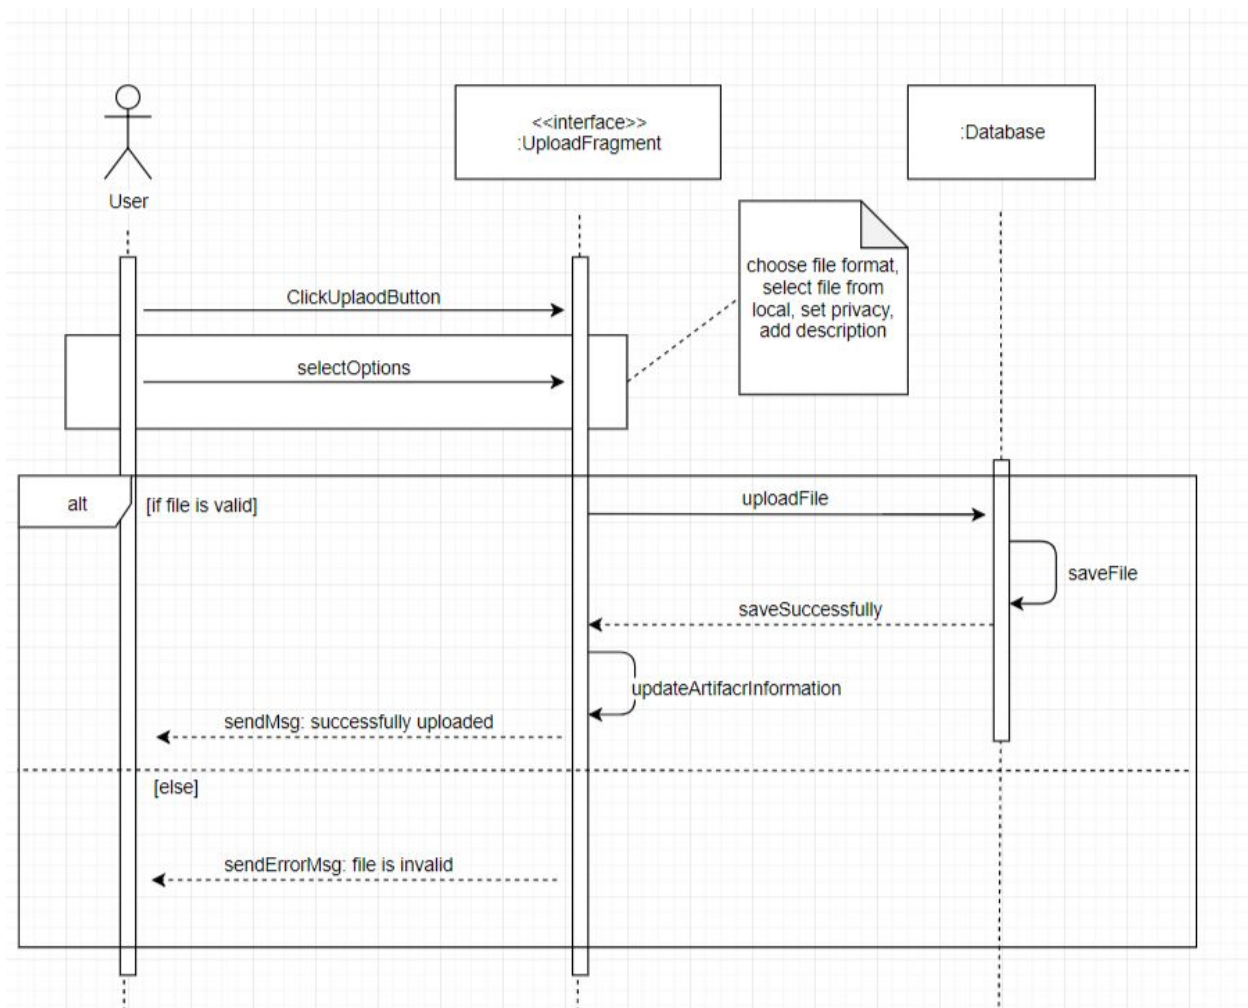 <<interface>>
:UploadFragment
:Database
User
choose file format,
select file from
local, set privacy,
add description
ClickUplaodButton
selectOptions
alt
[if file is valid]
uploadFile
saveFile
saveSuccessfully
updateArtifacrInformation
sendMsg: successfully uploaded
[else]
sendErrorMsg: file is invalid